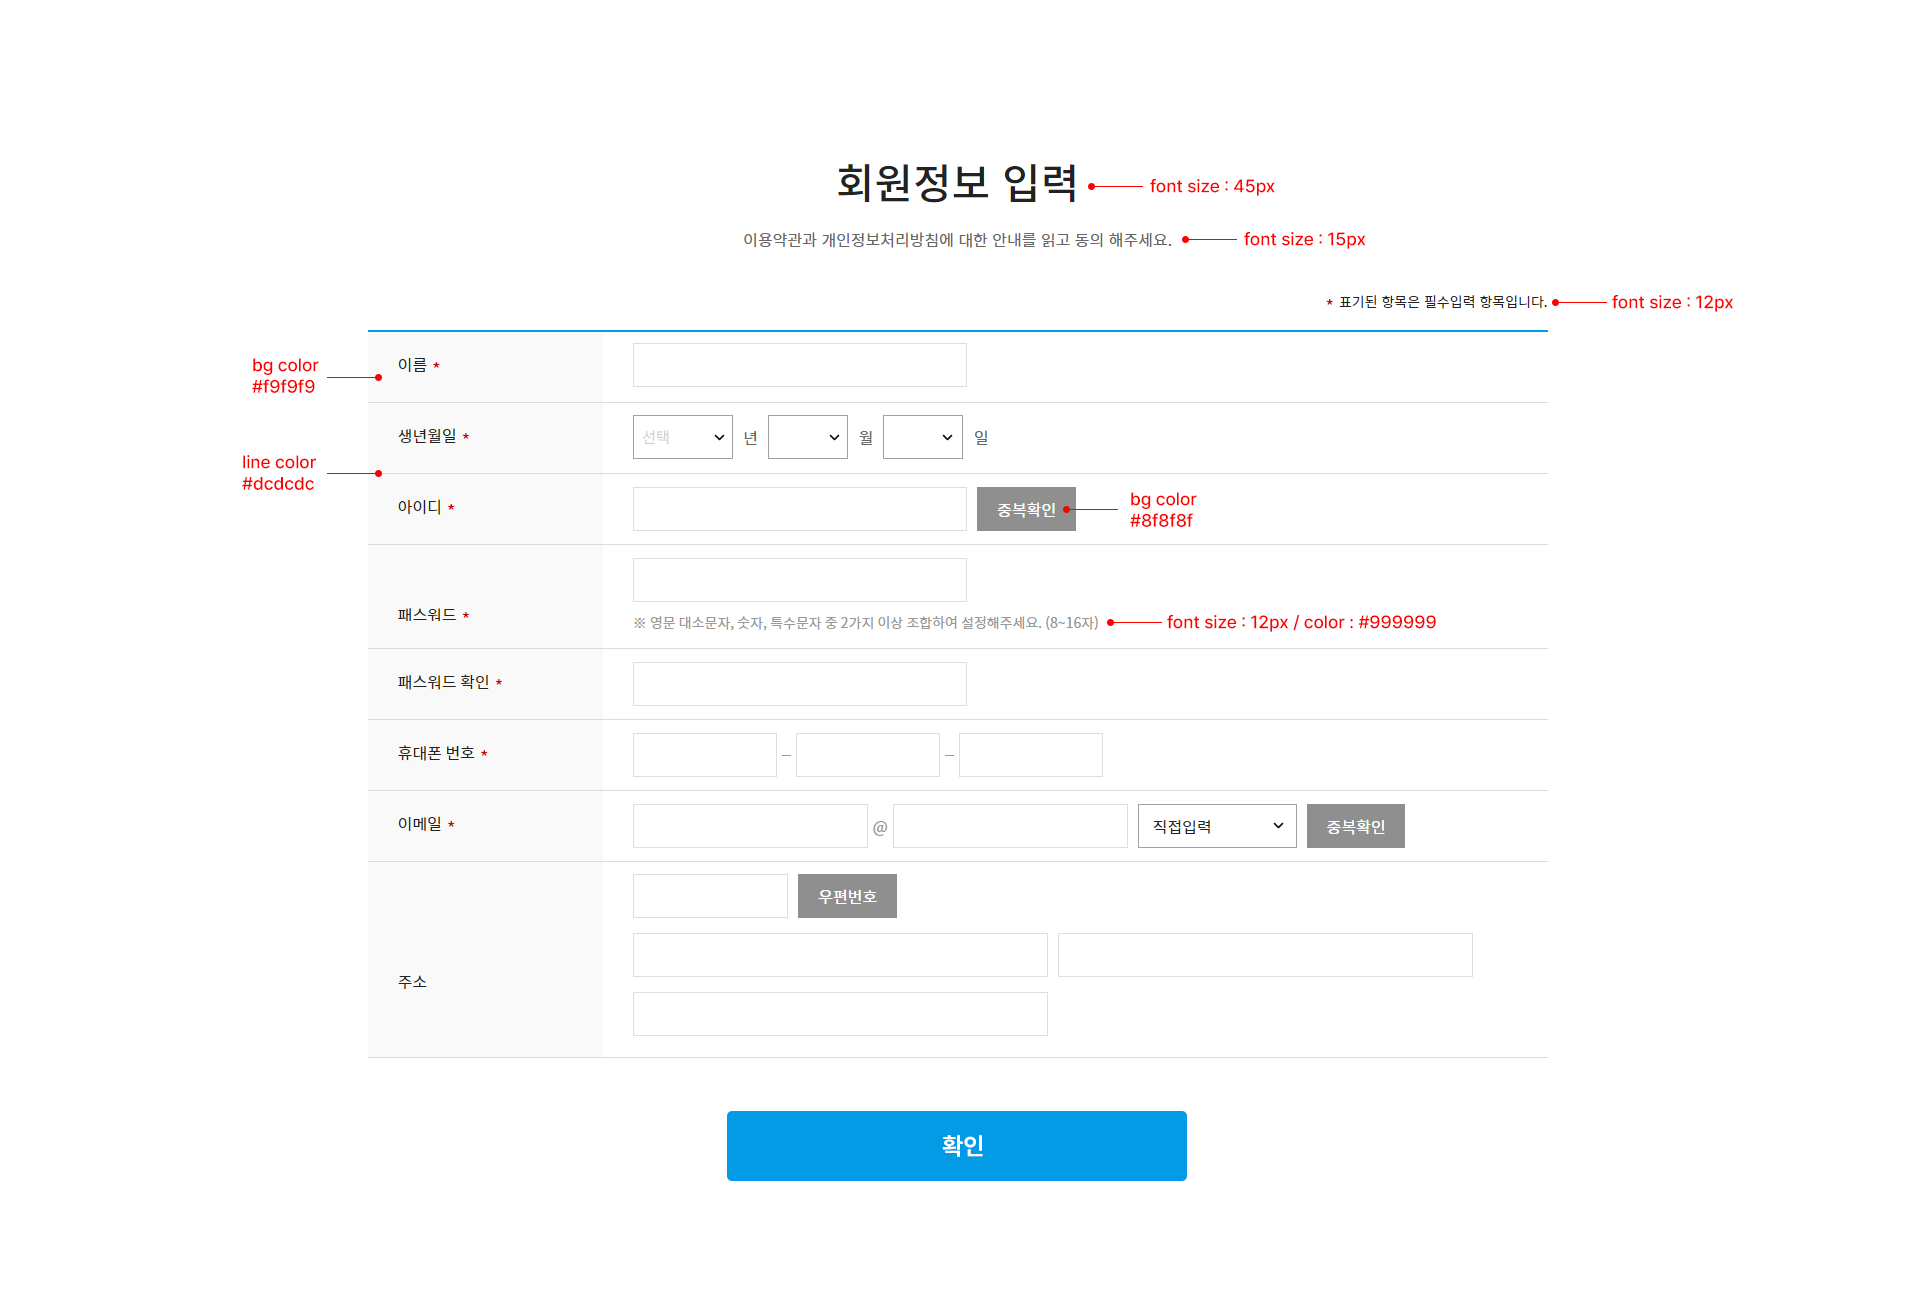 회원정보 입력
font size : 45px
이용약관과 개인정보처리방침에 대한 안내를 읽고 동의 해주세요.
font size : 15px
* 표기된 항목은 필수입력 항목입니다.
font size : 12px
bg color
#f9f9f9
이름 *
생년월일 *
선택
년
월
일
line color
#dcdcdc
아이디 *
중복확인
bg color
#8f8f8f
패스워드 *
※ 영문 대소문자, 숫자, 특수문자 중 2가지 이상 조합하여 설정해주세요. (8~16자)
font size : 12px / color : #999999
패스워드 확인 *
휴대폰 번호 *
–
–
이메일 *
@
직접입력
중복확인
우편번호
주소
확인